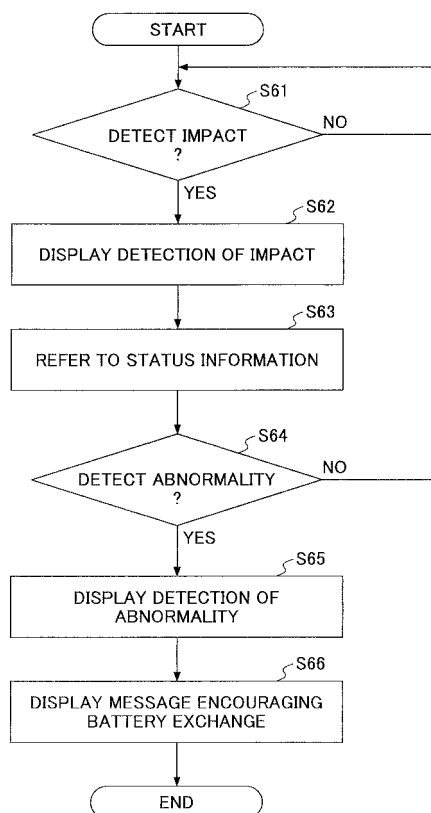 START
S61
DETECT IMPACT
?
NO
YES
S62
DISPLAY DETECTION OF IMPACT
S63
REFER TO STATUS INFORMATION
S64
DETECT ABNORMALITY
?
NO
YES
S65
DISPLAY DETECTION OF
ABNORMALITY
S66
DISPLAY MESSAGE ENCOURAGING
BATTERY EXCHANGE
END